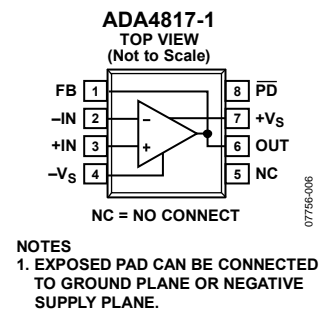 ADA4817-1
TOP VIEW
(Not to Scale)
FB 1
–IN 2
+IN 3
–VS 4
8 PD
7 +VS
6 OUT
5 NC
–
+
NC = NO CONNECT
07756-006
NOTES
1. EXPOSED PAD CAN BE CONNECTED
TO GROUND PLANE OR NEGATIVE
SUPPLY PLANE.